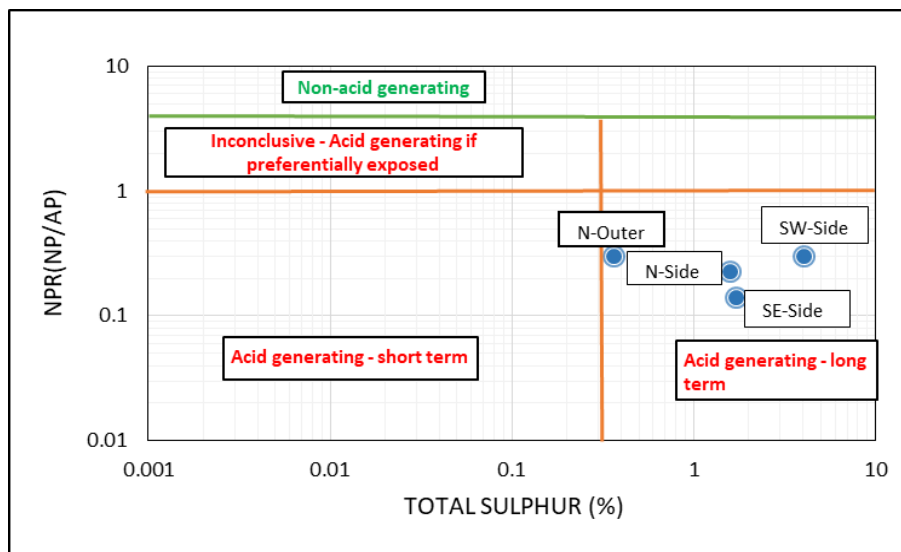 10
Non-acid generating
Inconclusive - Acid generating if
preferentially exposed
1
N-Outer
SW-Side
N-Side
SE-Side
NPR(NP/AP)
0.1
Acid generating - short term
Acid generating - long
term
0.01
0.001
0.01
0.1
1
10
TOTAL SULPHUR (%)